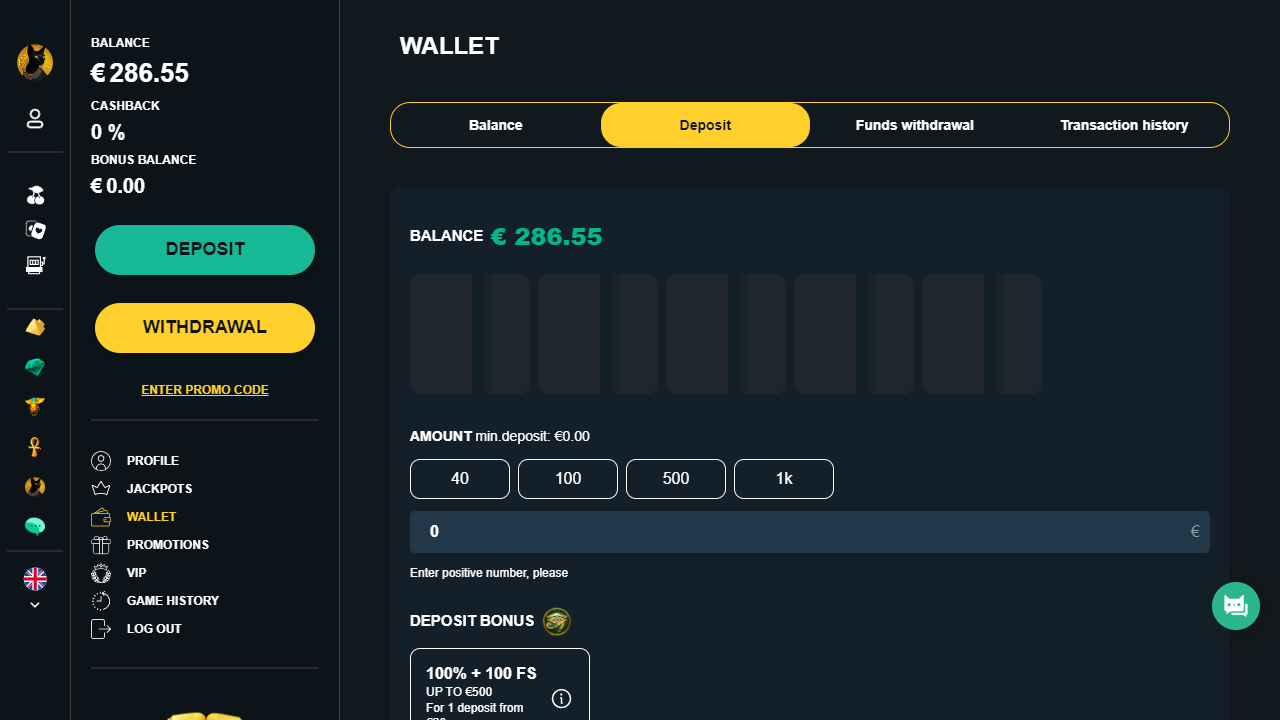 BALANCE
€ 286.55
CASHBACK
0 %
BONUS BALANCE
€ 0.00
DEPOSIT
WITHDRAWAL
ENTER PROMO CODE
PROFILE
JACKPOTS
WALLET
PROMOTIONS
VIP
GAME HISTORY
LOG OUT
WALLET
Balance
Deposit
Funds withdrawal
Transaction history
BALANCE € 286.55
AMOUNT min.deposit: €0.00
40
100
500
1k
0 €
Enter positive number, please
DEPOSIT BONUS
100% + 100 FS
UP TO €500
For 1 deposit from